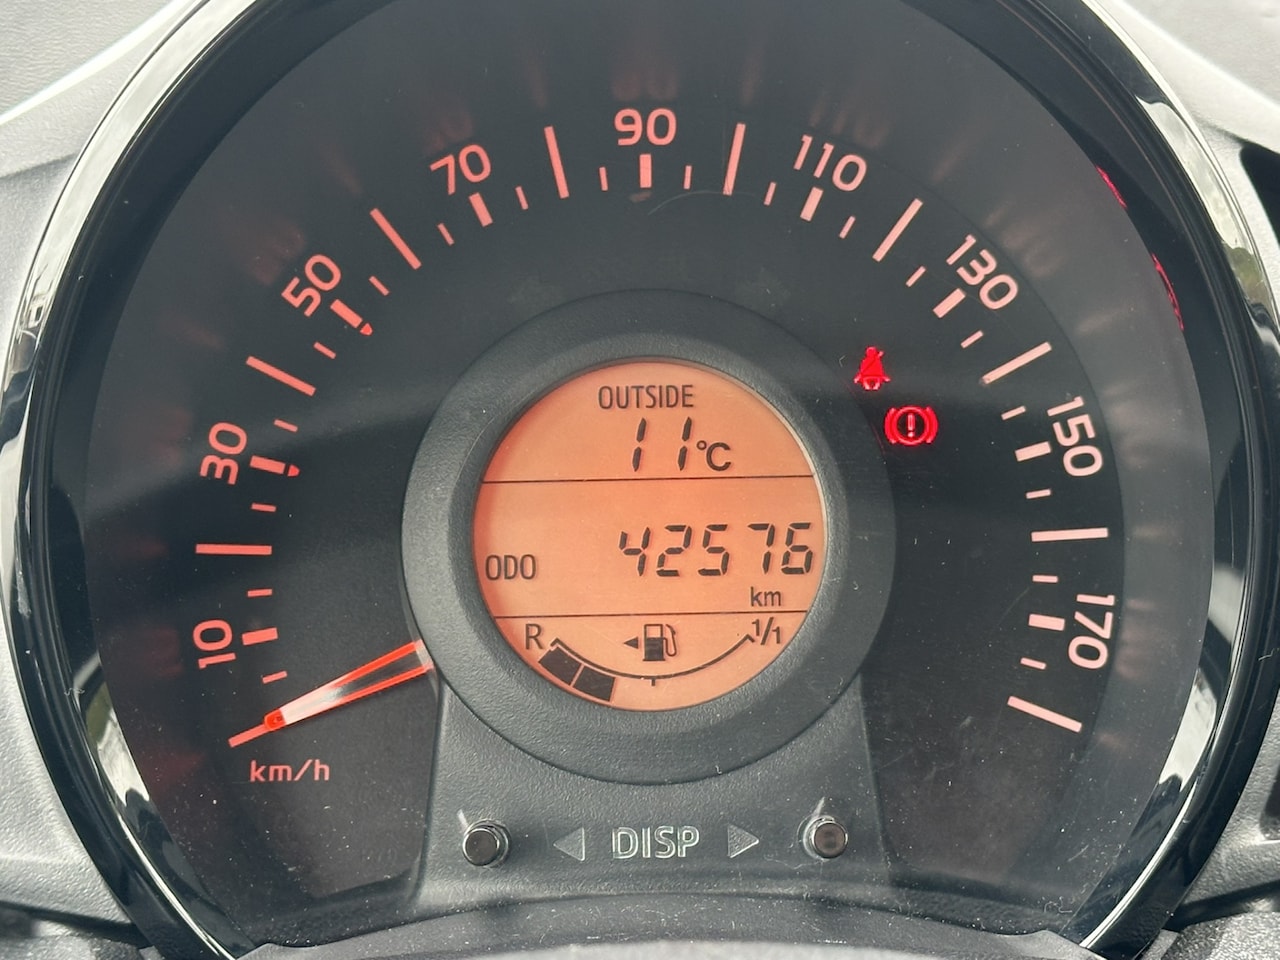 10
30
50
70
90
110
130
150
170
km/h
OUTSIDE
11°C
ODO 42576
km
R 1/1
DISP